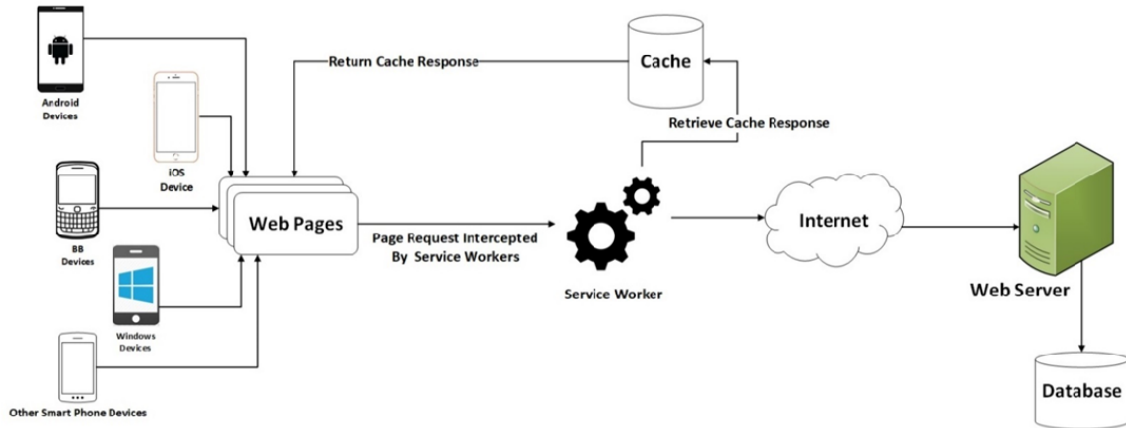 Android
Devices
iOS
Device
BB
Devices
Windows
Devices
Other Smart Phone Devices
Web Pages
Return Cache Response
Cache
Retrieve Cache Response
Page Request Intercepted
By Service Workers
Service Worker
Internet
Web Server
Database